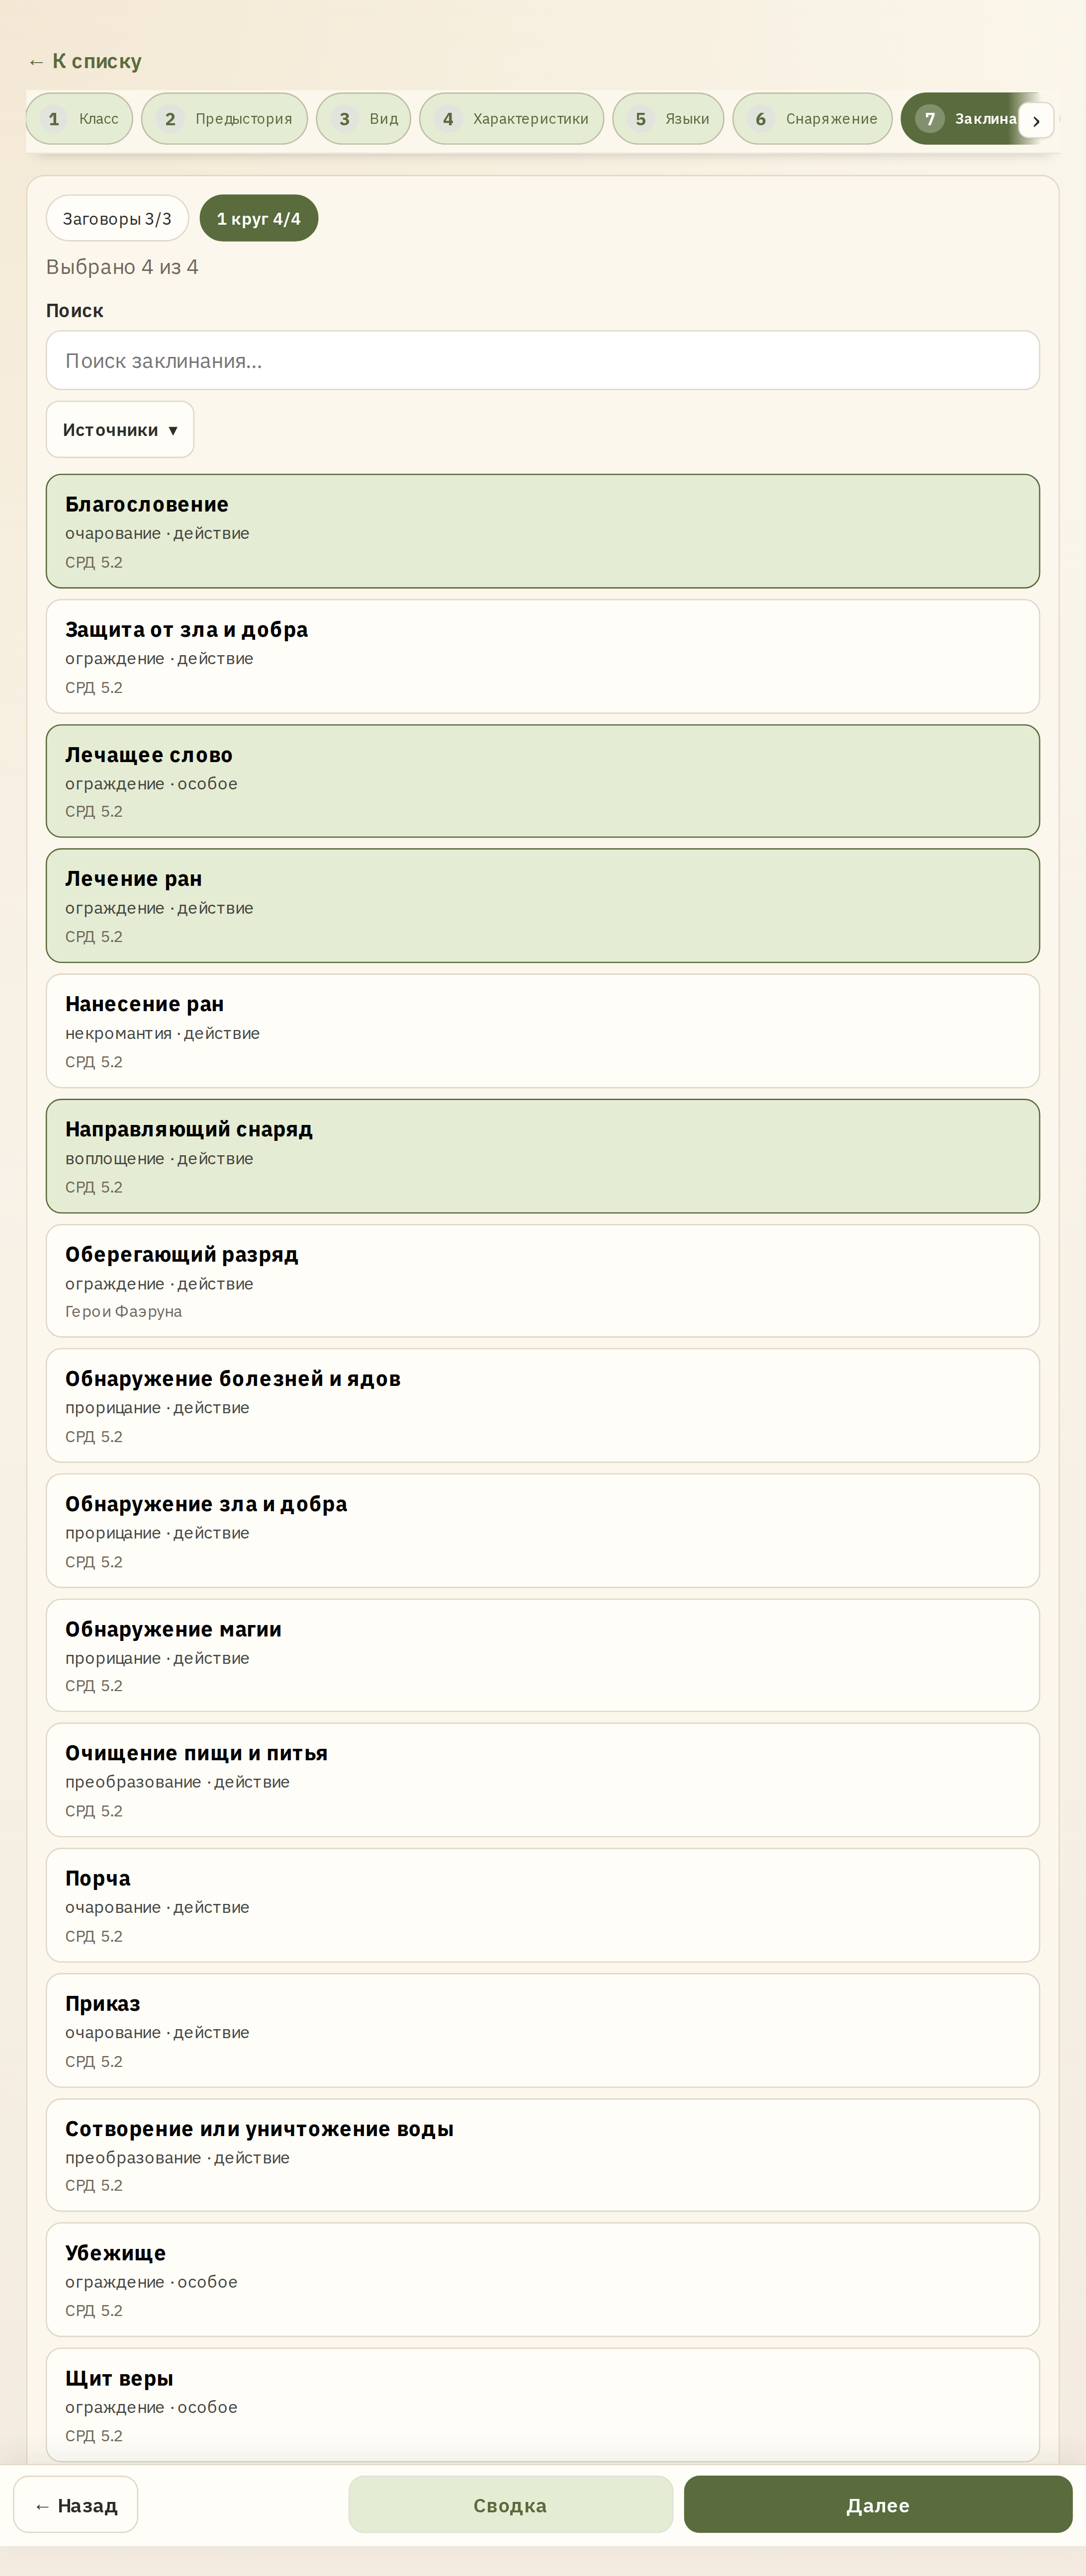 ← К списку
1 Класс 2 Предыстория 3 Вид 4 Характеристики 5 Языки 6 Снаряжение 7 Заклина ›
Заговоры 3/3 1 круг 4/4
Выбрано 4 из 4
Поиск
Поиск заклинания...
Источники ▾
Благословение
очарование · действие
СРД 5.2
Защита от зла и добра
ограждение · действие
СРД 5.2
Лечащее слово
ограждение · особое
СРД 5.2
Лечение ран
ограждение · действие
СРД 5.2
Нанесение ран
некромантия · действие
СРД 5.2
Направляющий снаряд
воплощение · действие
СРД 5.2
Оберегающий разряд
ограждение · действие
Герои Фаэруна
Обнаружение болезней и ядов
прорицание · действие
СРД 5.2
Обнаружение зла и добра
прорицание · действие
СРД 5.2
Обнаружение магии
прорицание · действие
СРД 5.2
Очищение пищи и питья
преобразование · действие
СРД 5.2
Порча
очарование · действие
СРД 5.2
Приказ
очарование · действие
СРД 5.2
Сотворение или уничтожение воды
преобразование · действие
СРД 5.2
Убежище
ограждение · особое
СРД 5.2
Щит веры
ограждение · особое
СРД 5.2
← Назад Сводка Далее